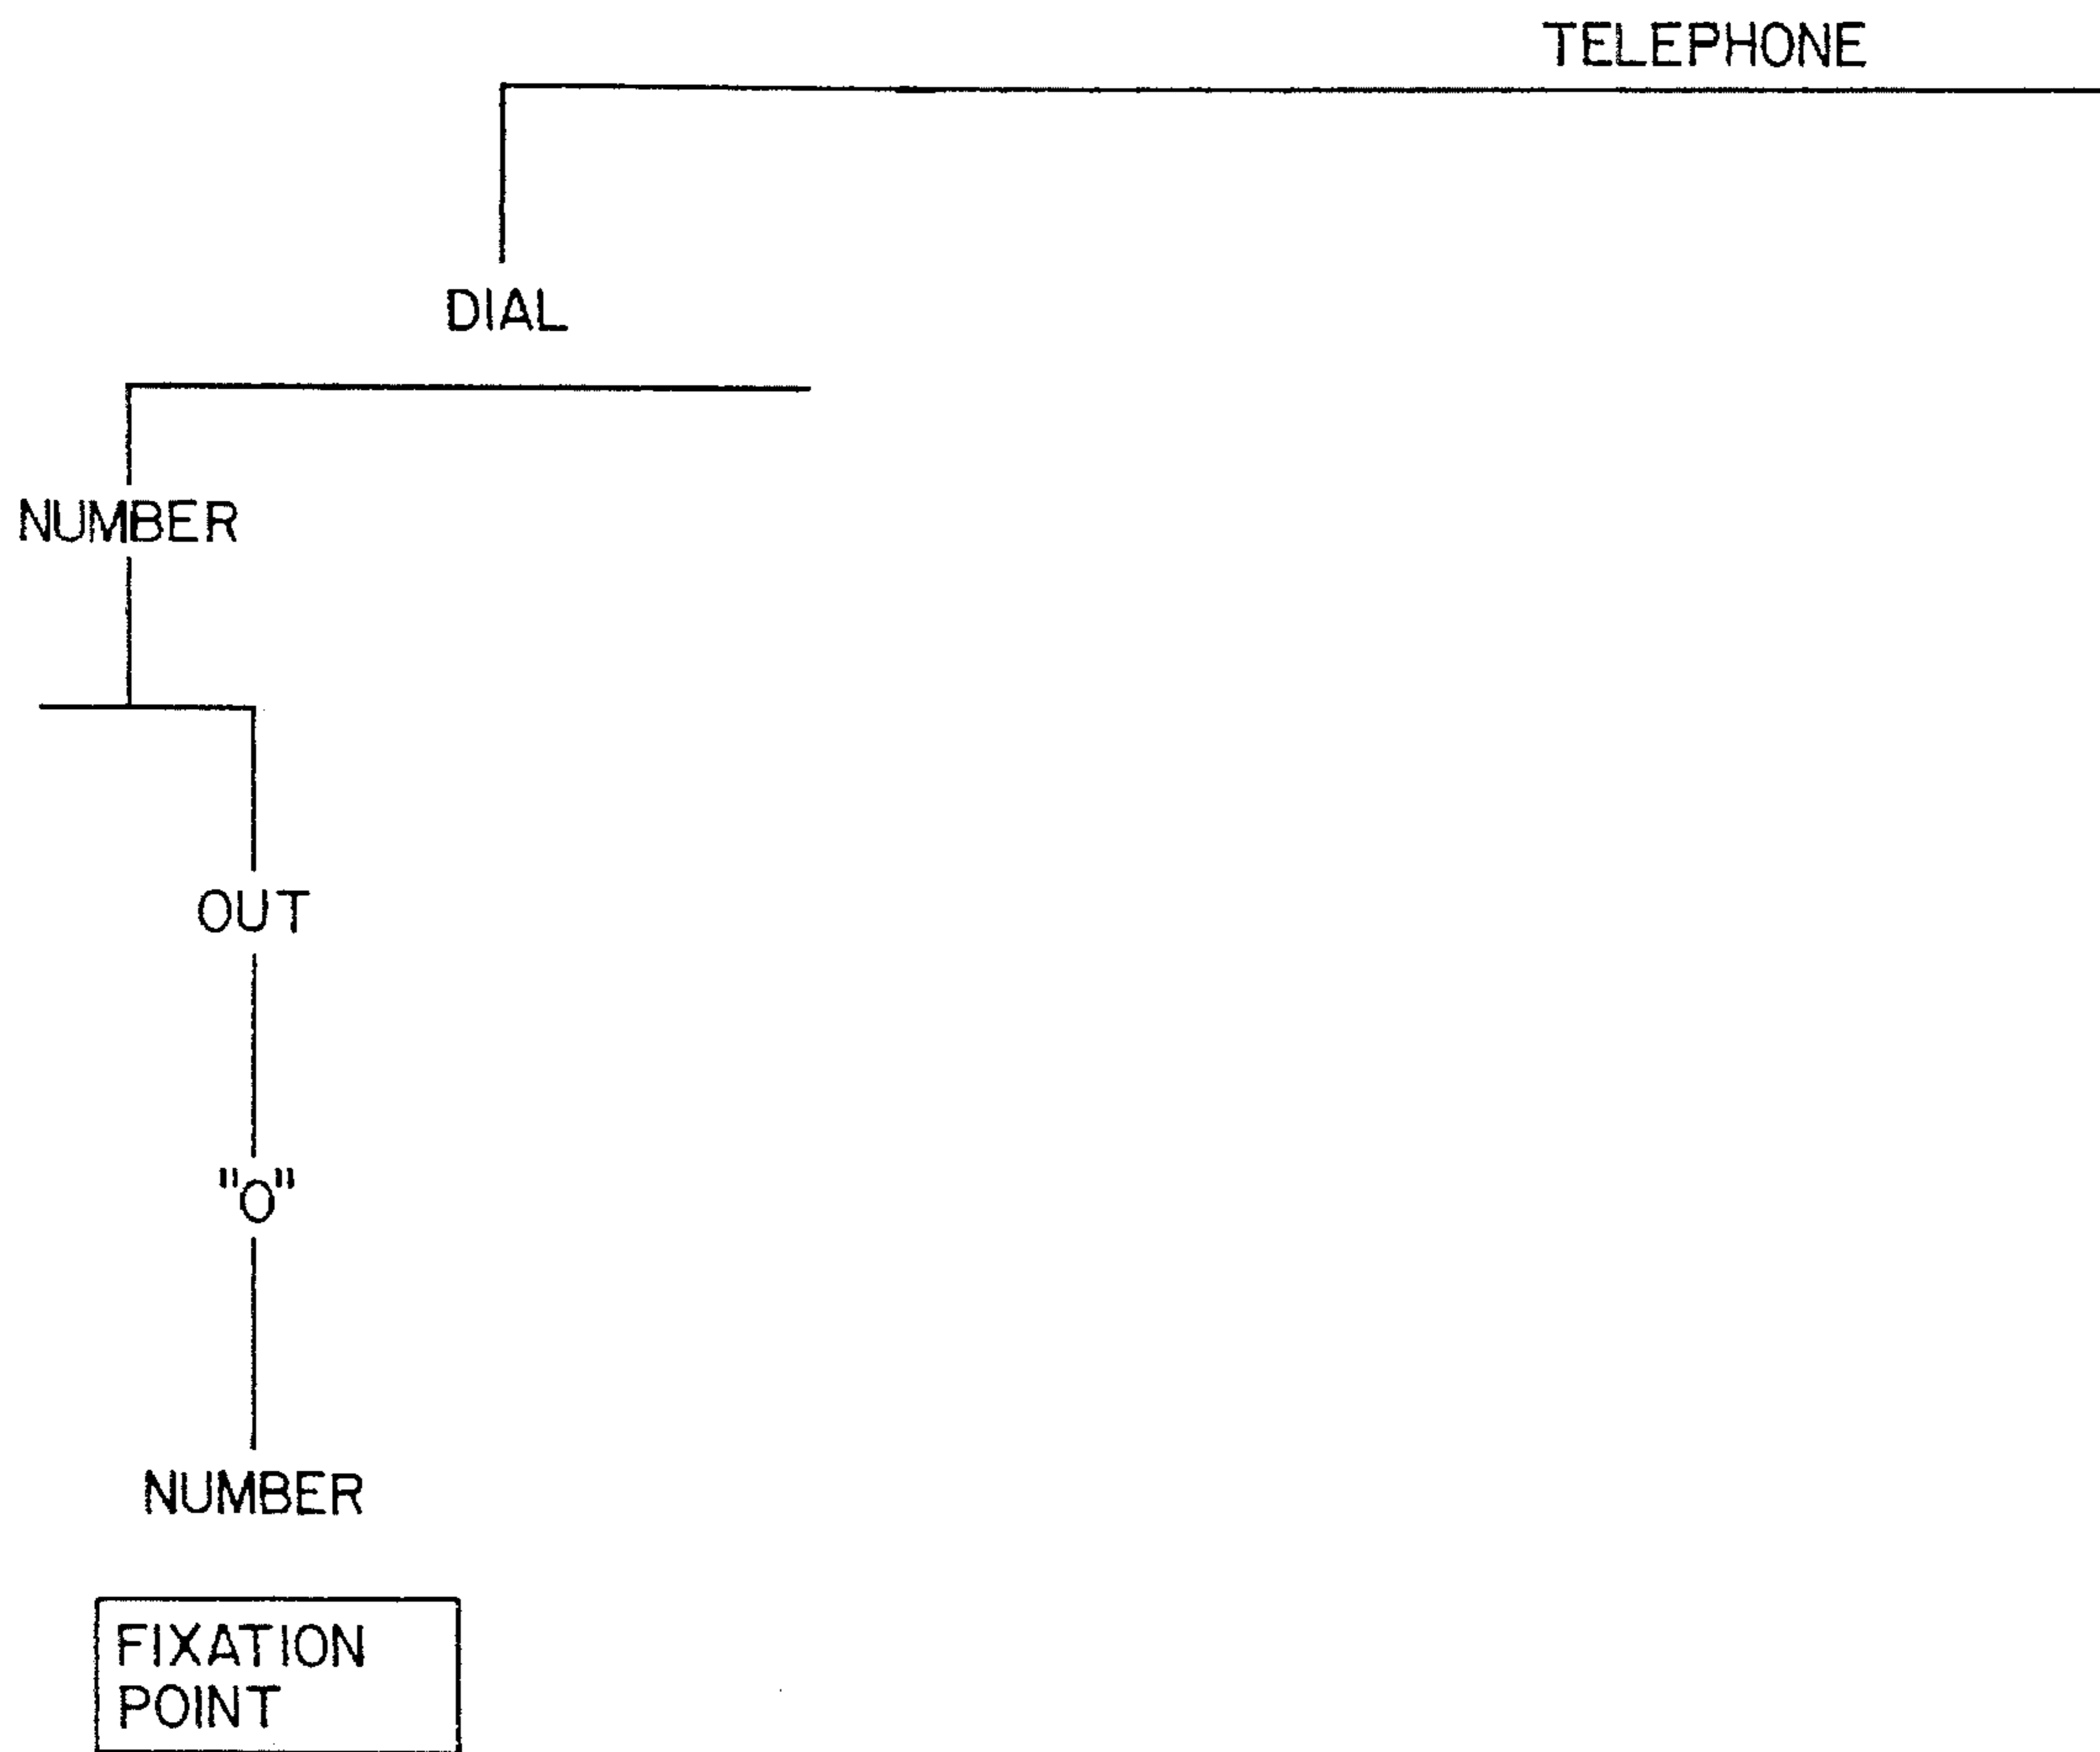 TELEPHONE
DIAL
NUMBER
OUT
"O"
NUMBER
FIXATION
POINT